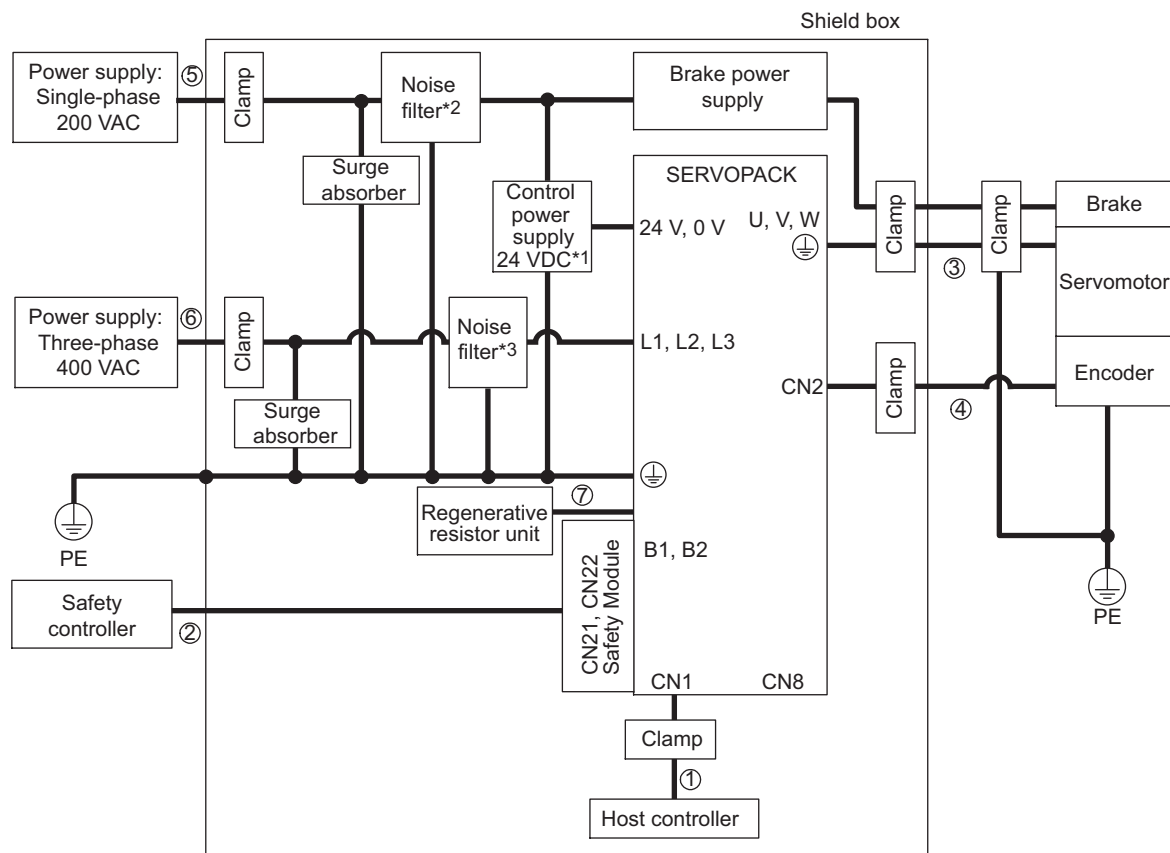 Shield box
Power supply:
Single-phase
200 VAC
⑤
Clamp
Noise
filter*2
Brake power
supply
Surge
absorber
Control
power
supply
24 VDC*1
SERVOPACK
24 V, 0 V
U, V, W
Clamp
Clamp
③
Brake
Servomotor
Encoder
Power supply:
Three-phase
400 VAC
⑥
Clamp
Noise
filter*3
L1, L2, L3
CN2
Clamp
④
Surge
absorber
PE
Regenerative
resistor unit
⑦
B1, B2
PE
Safety
controller
②
CN21, CN22
Safety Module
CN1
CN8
Clamp
①
Host controller